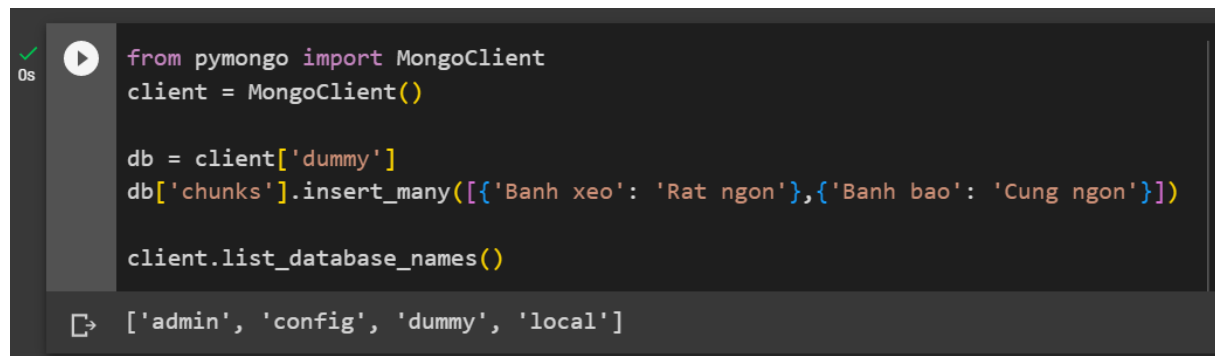 from pymongo import MongoClient
client = MongoClient()
db = client['dummy']
db['chunks'].insert_many([{'Banh xeo': 'Rat ngon'},{'Banh bao': 'Cung ngon'}])
client.list_database_names()
0s
['admin', 'config', 'dummy', 'local']